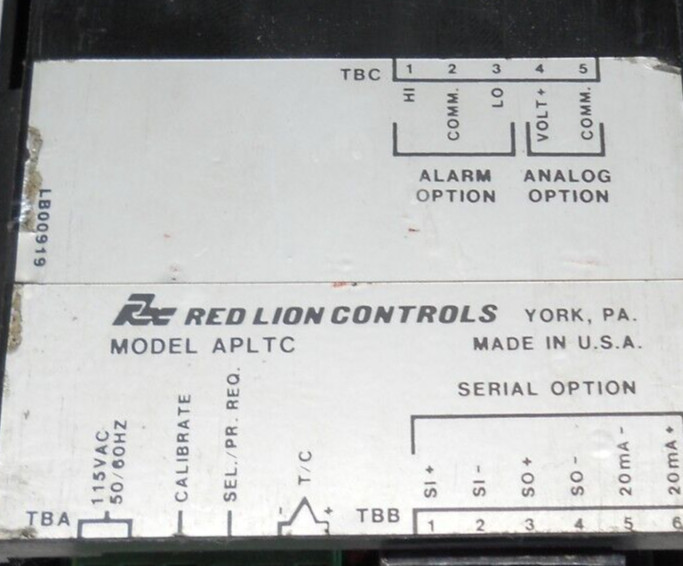 TBC 1 2 3 4 5
HI COMM. LO VOLT+ COMM.
ALARM OPTION
ANALOG OPTION
LB00919
RED LION CONTROLS YORK, PA.
MODEL APLTC MADE IN U.S.A.
SERIAL OPTION
115VAC 50/60HZ
CALIBRATE
SEL./PR. REQ.
T/C
- +
SI+ SI- SO+ SO- 20mA- 20mA+
TBA TBB 1 2 3 4 5 6